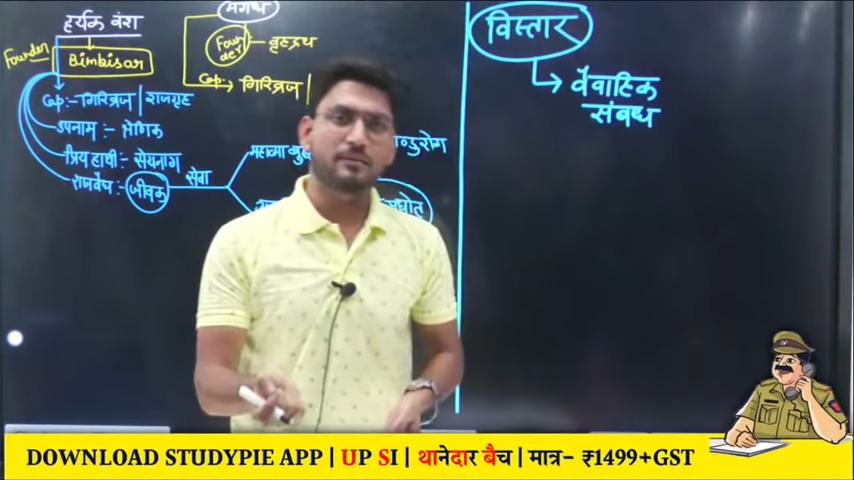 हर्यक वंश
Founder
Bimbisar
Cap:- गिरिव्रज | राजगृह
उपनाम :- श्रेणिक
प्रिय हाथी :- सेयनाग
राजवैद्य :- जीवक सेवा
मगध
Founder बृहद्रथ
Cap. गिरिव्रज
महात्मा
विस्तार
वैवाहिक
संबंध
DOWNLOAD STUDYPIE APP | UP SI | थानेदार बैच | मात्र- ₹1499+GST